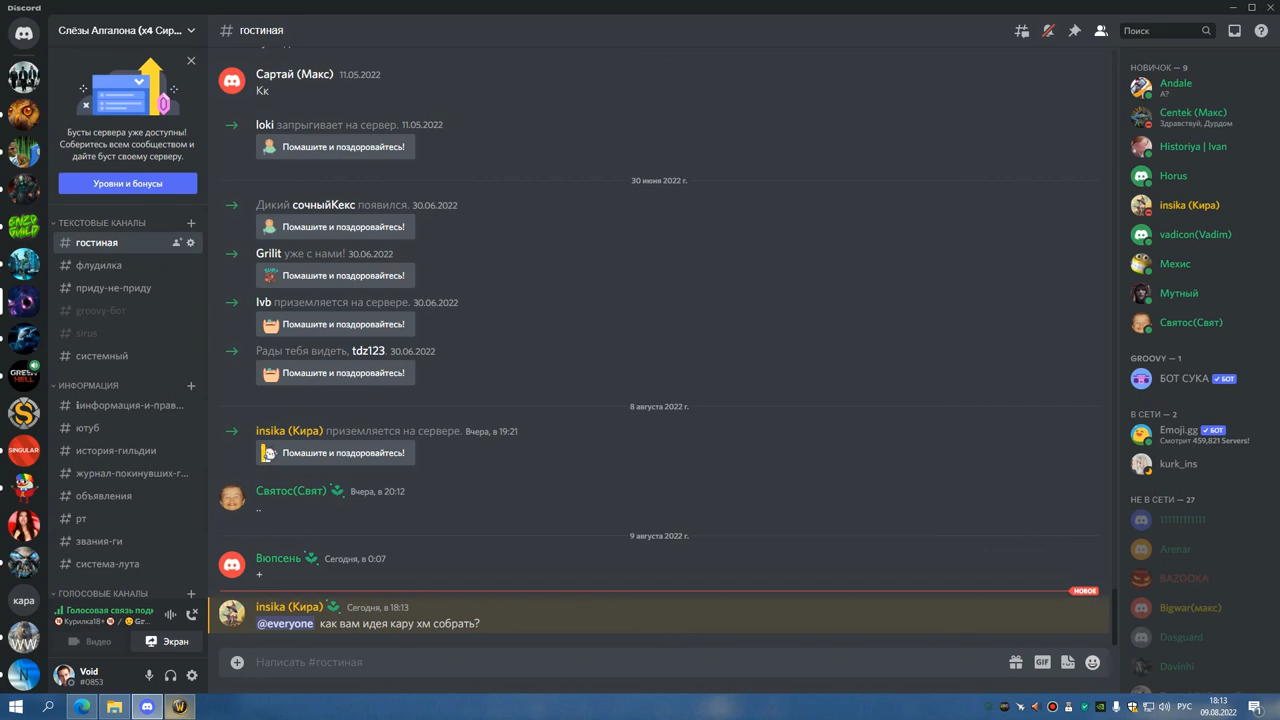 Discord
Слёзы Алгалона (x4 Сир...
Бусты сервера уже доступны!
Соберитесь всем сообществом и
дайте буст своему серверу.
Уровни и бонусы
ТЕКСТОВЫЕ КАНАЛЫ
гостиная
флудилка
приду-не-приду
groovy-бот
sirus
системный
ИНФОРМАЦИЯ
информация-и-прав...
ютуб
история-гильдии
журнал-покинувших-г...
объявления
рт
звания-ги
система-лута
ГОЛОСОВЫЕ КАНАЛЫ
Голосовая связь подк
Курилка18+
Видео
Экран
Void
#0853
ENZO
GUILD
GREEN
HELL
SINGULAR
кара
WW
N
гостиная
Сартай (Макс) 11.05.2022
Кк
loki запрыгивает на сервер. 11.05.2022
Помашите и поздоровайтесь!
30 июня 2022 г.
Дикий сочныйКекс появился. 30.06.2022
Помашите и поздоровайтесь!
Grilit уже с нами! 30.06.2022
Помашите и поздоровайтесь!
lvb приземляется на сервере. 30.06.2022
Помашите и поздоровайтесь!
Рады тебя видеть, tdz123. 30.06.2022
Помашите и поздоровайтесь!
8 августа 2022 г.
insika (Кира) приземляется на сервере. Вчера, в 19:21
Помашите и поздоровайтесь!
Святос(Свят) Вчера, в 20:12
..
9 августа 2022 г.
Вюпсень Сегодня, в 0:07
+
НОВОЕ
insika (Кира) Сегодня, в 18:13
@everyone как вам идея кару хм собрать?
Написать #гостиная
GIF
Поиск
НОВИЧОК — 9
Andale
А?
Centek (Макс)
Здравствуй, Дурдом
Historiya | Ivan
Horus
insika (Кира)
vadicon(Vadim)
Мехис
Мутный
Святос(Свят)
GROOVY — 1
БОТ СУКА БОТ
В СЕТИ — 2
Emoji.gg БОТ
Смотрит 459,821 Servers!
kurk_ins
НЕ В СЕТИ — 27
Arenar
BAZOOKA
Bigwar(макс)
Dasguard
Davinhi
РУС
18:13
09.08.2022